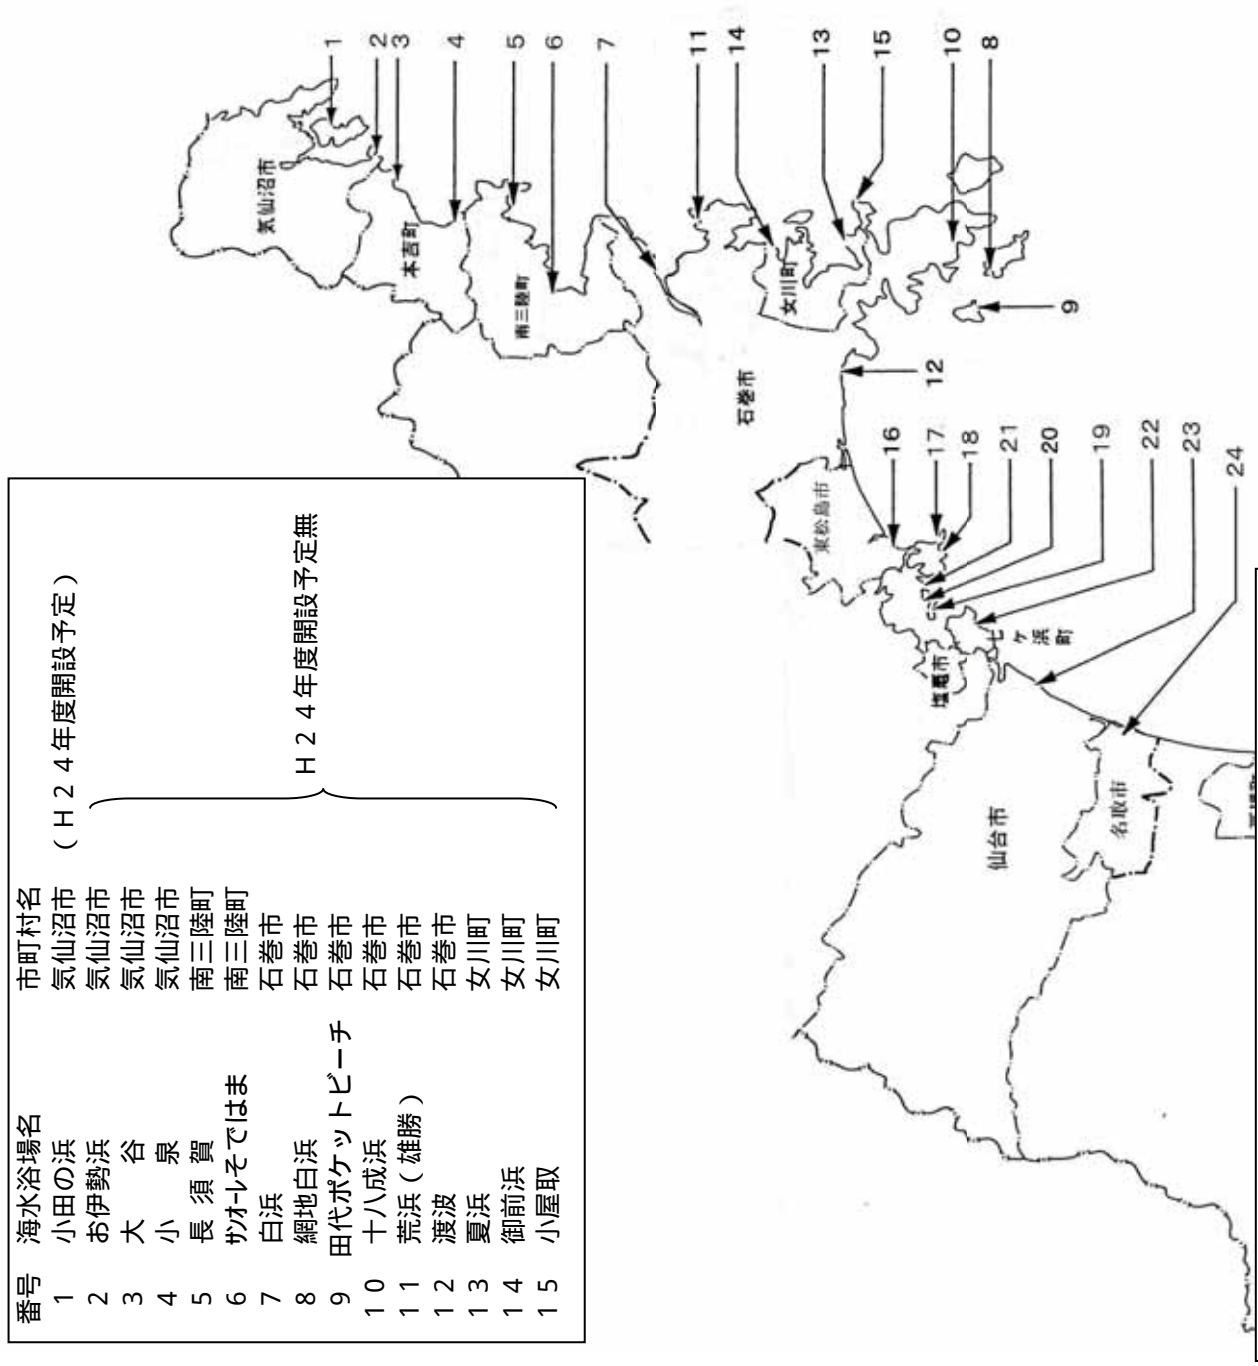 番号 海水浴場名 市町村名
1 小田の浜 気仙沼市 (H24年度開設予定)
2 お伊勢浜 気仙沼市
3 大谷 気仙沼市
4 小泉 気仙沼市
5 長須賀 南三陸町
6 サンオーレそではま 南三陸町
7 白浜 石巻市
8 網地白浜 石巻市
9 田代ポケットビーチ 石巻市
10 十八成浜 石巻市
11 荒浜(雄勝) 石巻市
12 渡波 石巻市
13 夏浜 女川町
14 御前浜 女川町
15 小屋取 女川町
H24年度開設予定無
1
2
3
4
5
6
7
11
14
13
15
10
8
9
12
16
17
18
21
20
19
22
23
24
気仙沼市
本吉町
南三陸町
女川町
石巻市
東松島市
塩竈市
七ケ浜町
仙台市
名取市